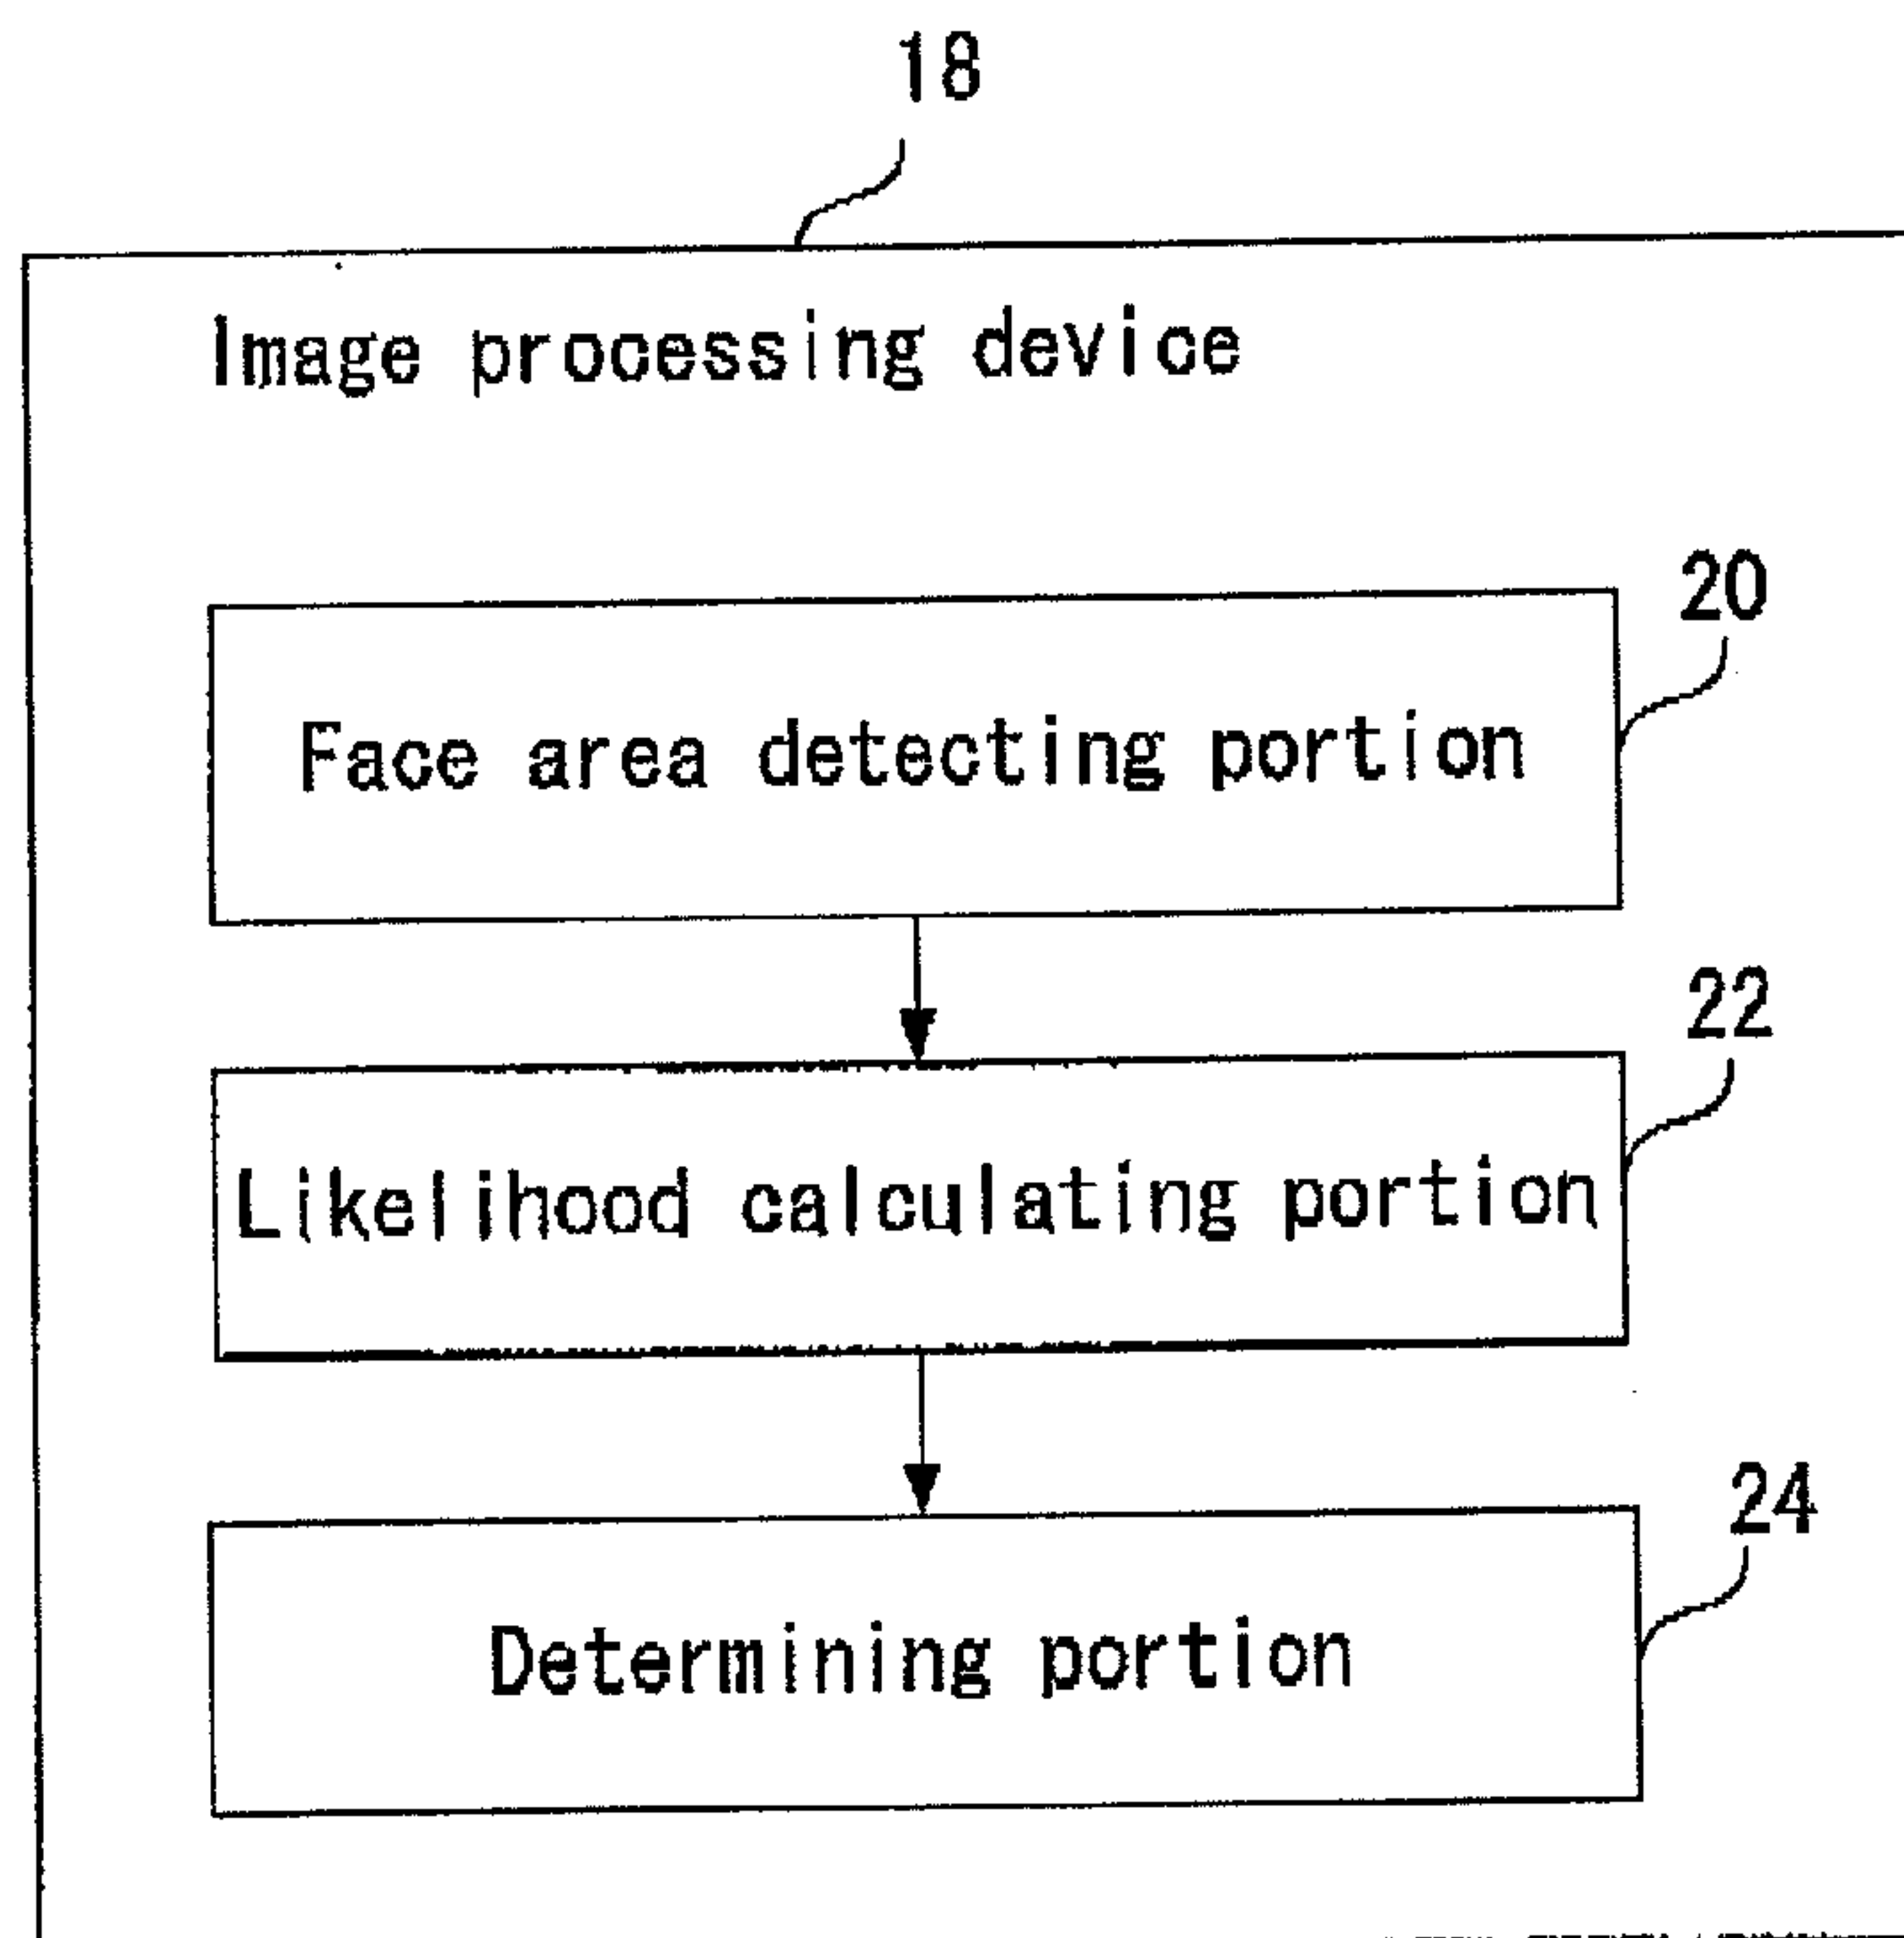 18
Image processing device
20
Face area detecting portion
22
Likelihood calculating portion
24
Determining portion